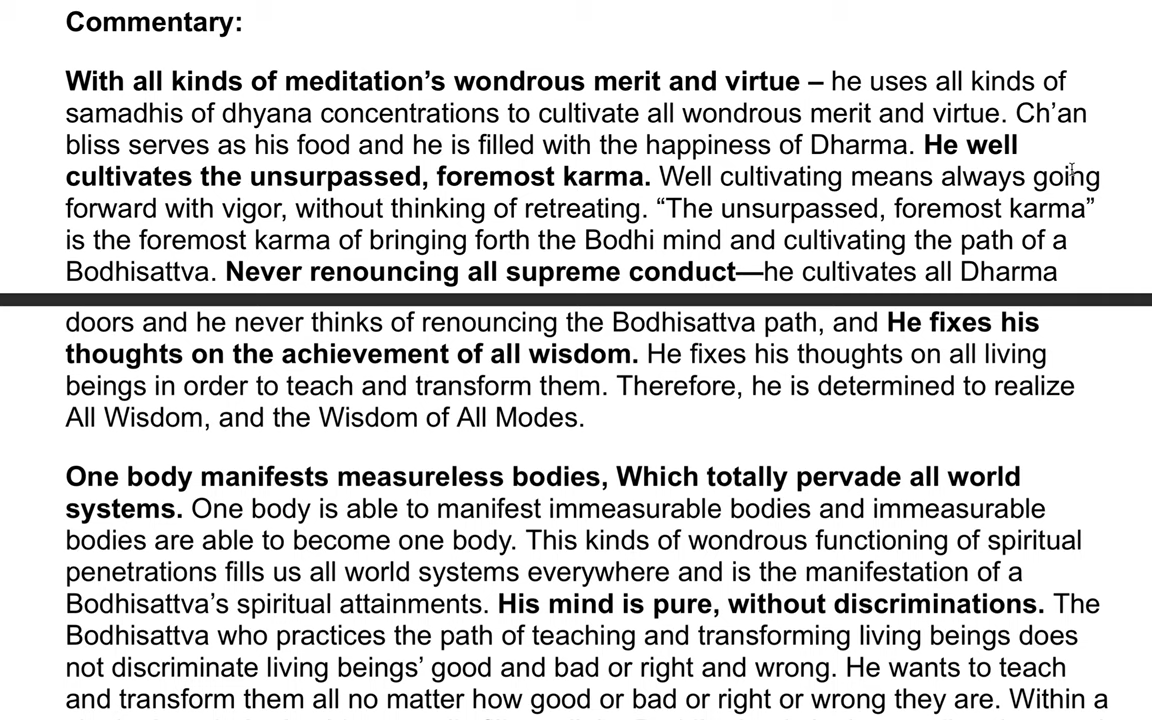 Commentary:
With all kinds of meditation’s wondrous merit and virtue – he uses all kinds of
samadhis of dhyana concentrations to cultivate all wondrous merit and virtue. Ch’an
bliss serves as his food and he is filled with the happiness of Dharma. He well
cultivates the unsurpassed, foremost karma. Well cultivating means always going
forward with vigor, without thinking of retreating. “The unsurpassed, foremost karma”
is the foremost karma of bringing forth the Bodhi mind and cultivating the path of a
Bodhisattva. Never renouncing all supreme conduct—he cultivates all Dharma
doors and he never thinks of renouncing the Bodhisattva path, and He fixes his
thoughts on the achievement of all wisdom. He fixes his thoughts on all living
beings in order to teach and transform them. Therefore, he is determined to realize
All Wisdom, and the Wisdom of All Modes.
One body manifests measureless bodies, Which totally pervade all world
systems. One body is able to manifest immeasurable bodies and immeasurable
bodies are able to become one body. This kinds of wondrous functioning of spiritual
penetrations fills us all world systems everywhere and is the manifestation of a
Bodhisattva’s spiritual attainments. His mind is pure, without discriminations. The
Bodhisattva who practices the path of teaching and transforming living beings does
not discriminate living beings’ good and bad or right and wrong. He wants to teach
and transform them all no matter how good or bad or right or wrong they are. Within a